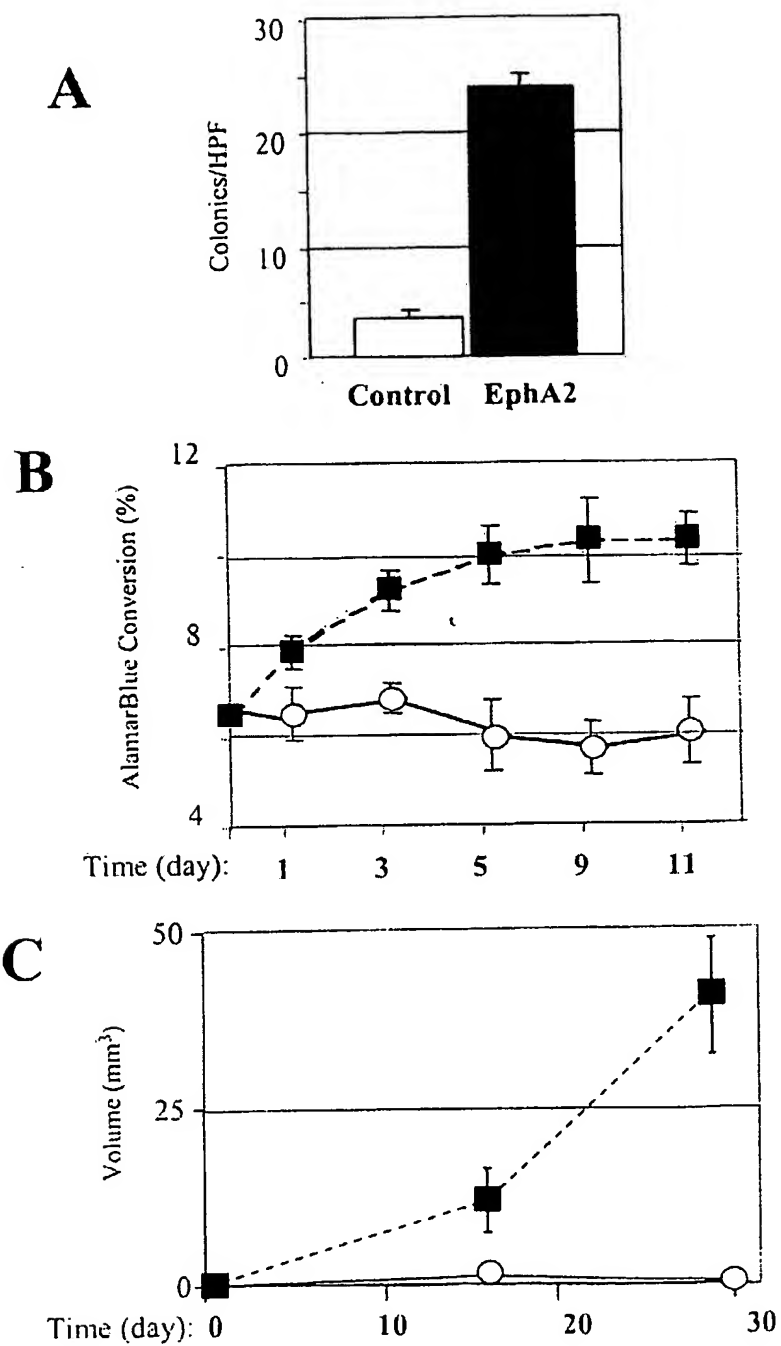 A
Colonics/HPF
30
20
10
0
Control EphA2
B
AlamarBlue Conversion (%)
12
8
4
Time (day): 1 3 5 9 11
C
Volume (mm³)
50
25
0
Time (day): 0 10 20 30